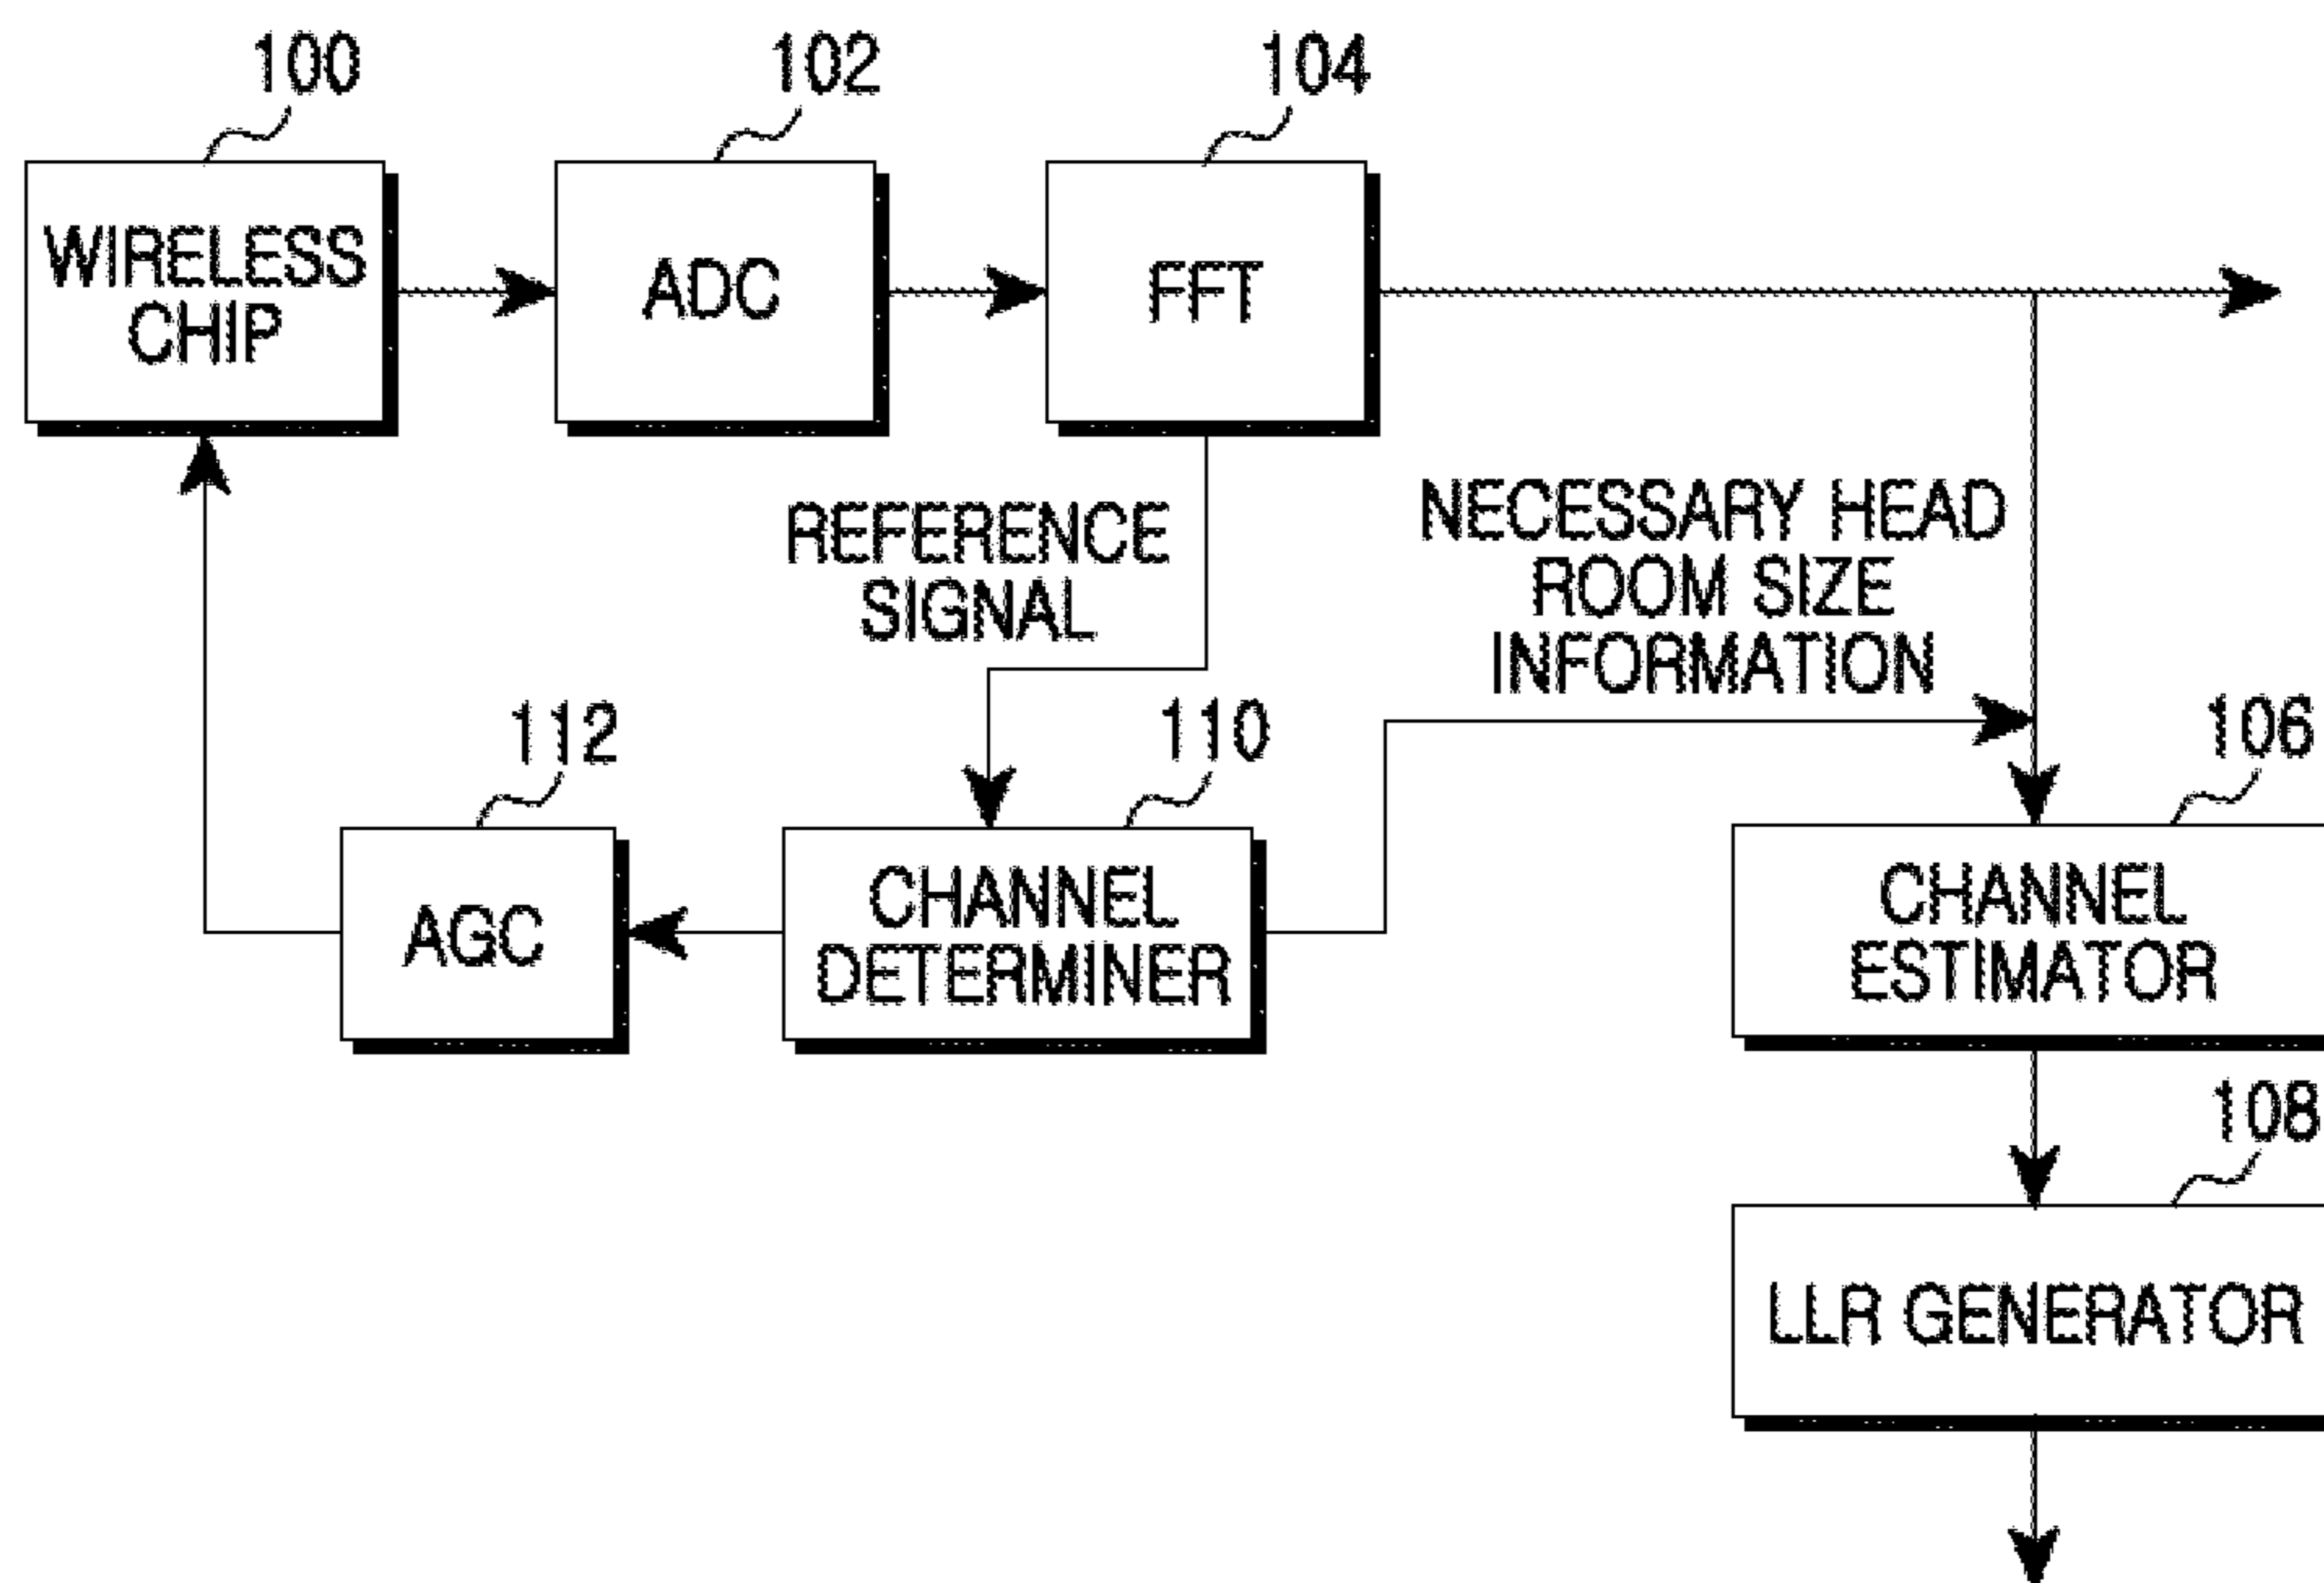 100
102
104
WIRELESS
CHIP
ADC
FFT
REFERENCE
SIGNAL
NECESSARY HEAD
ROOM SIZE
INFORMATION
112
110
106
AGC
CHANNEL
DETERMINER
CHANNEL
ESTIMATOR
108
LLR GENERATOR